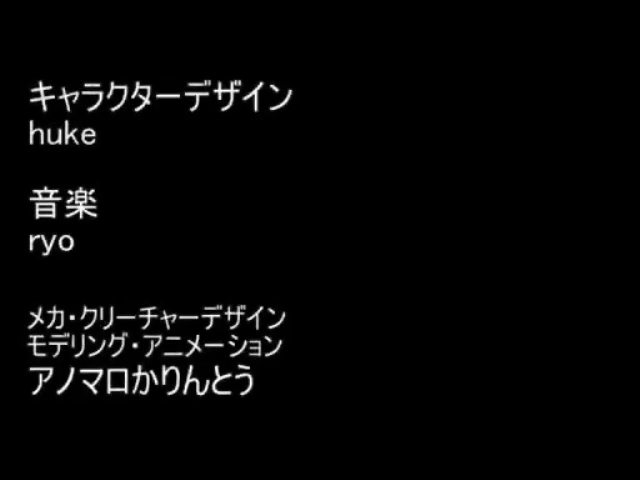 キャラクターデザイン
huke
音楽
ryo
メカ・クリーチャーデザイン
モデリング・アニメーション
アノマロかりんとう